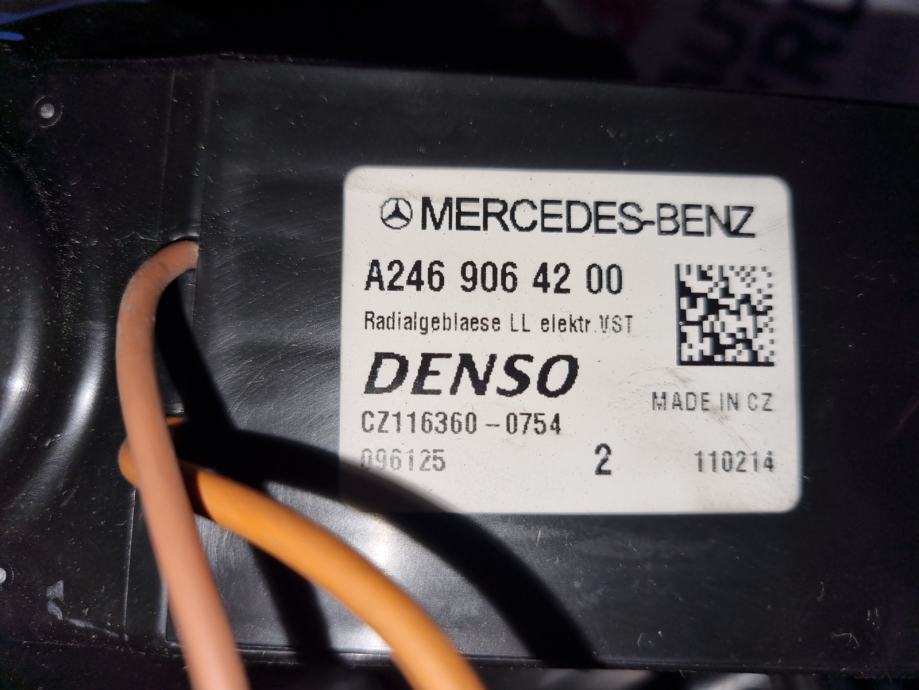 MERCEDES-BENZ
A246 906 42 00
Radialgeblaese LL elektr.VST
DENSO
MADE IN CZ
CZ116360-0754
096125 2 110214